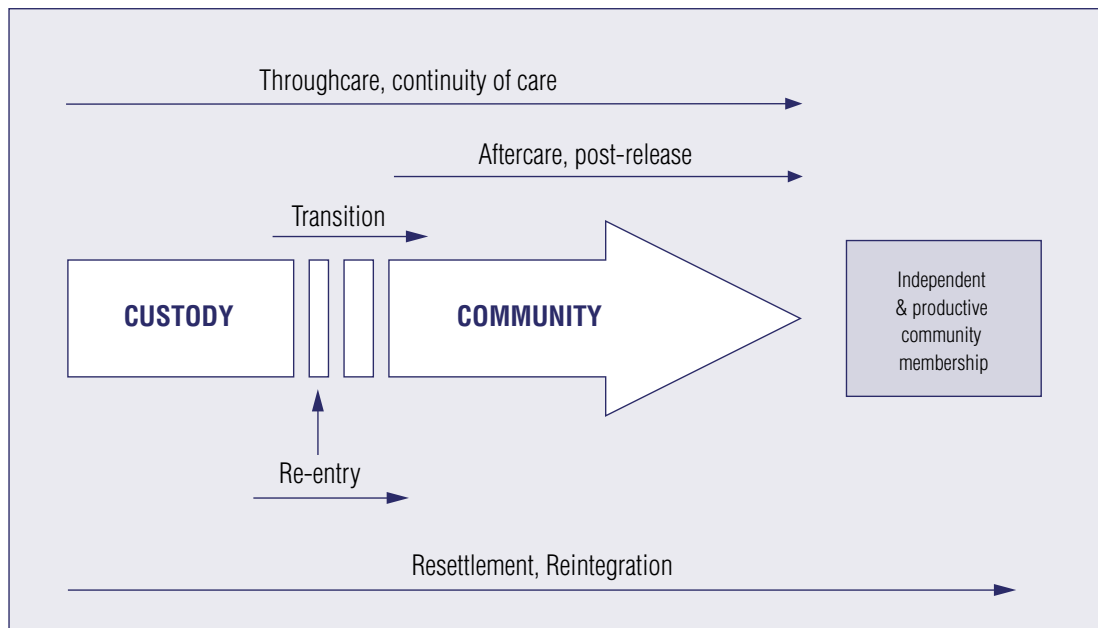 Throughcare, continuity of care
Aftercare, post-release
Transition
CUSTODY
COMMUNITY
Independent
& productive
community
membership
Re-entry
Resettlement, Reintegration